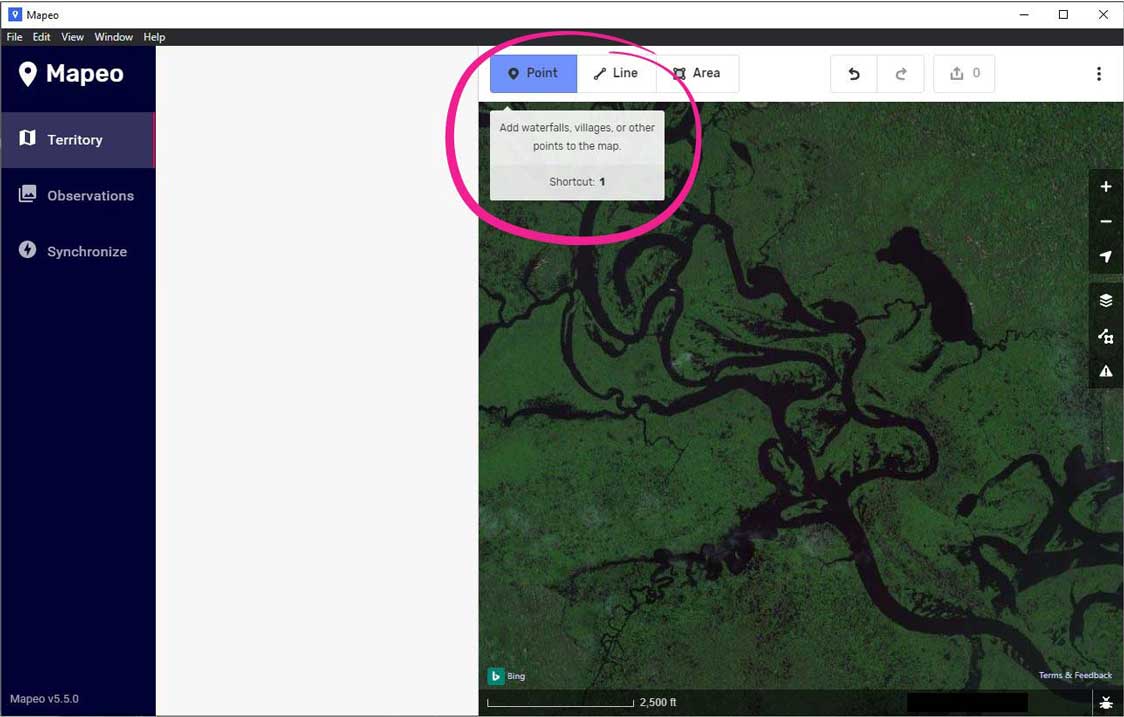 Mapeo
File Edit View Window Help
Mapeo
Territory
Observations
Synchronize
Mapeo v5.5.0
Point
Line
Area
0
Add waterfalls, villages, or other
points to the map.
Shortcut: 1
b Bing
Terms & Feedback
2,500 ft